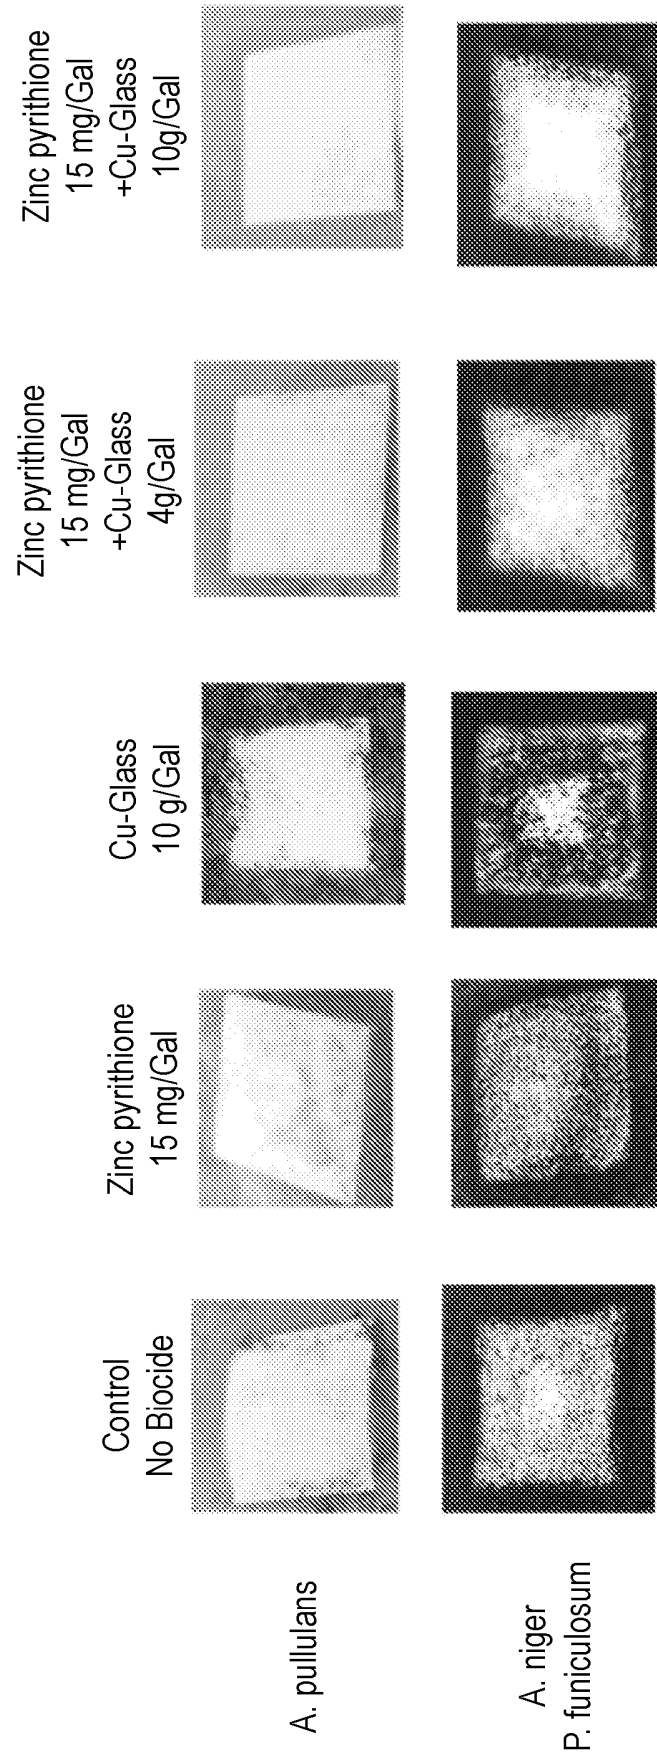 Control
No Biocide
Zinc pyrithione
15 mg/Gal
Cu-Glass
10 g/Gal
Zinc pyrithione
15 mg/Gal
+Cu-Glass
4g/Gal
Zinc pyrithione
15 mg/Gal
+Cu-Glass
10g/Gal
A. pullulans
A. niger
P. funiculosum